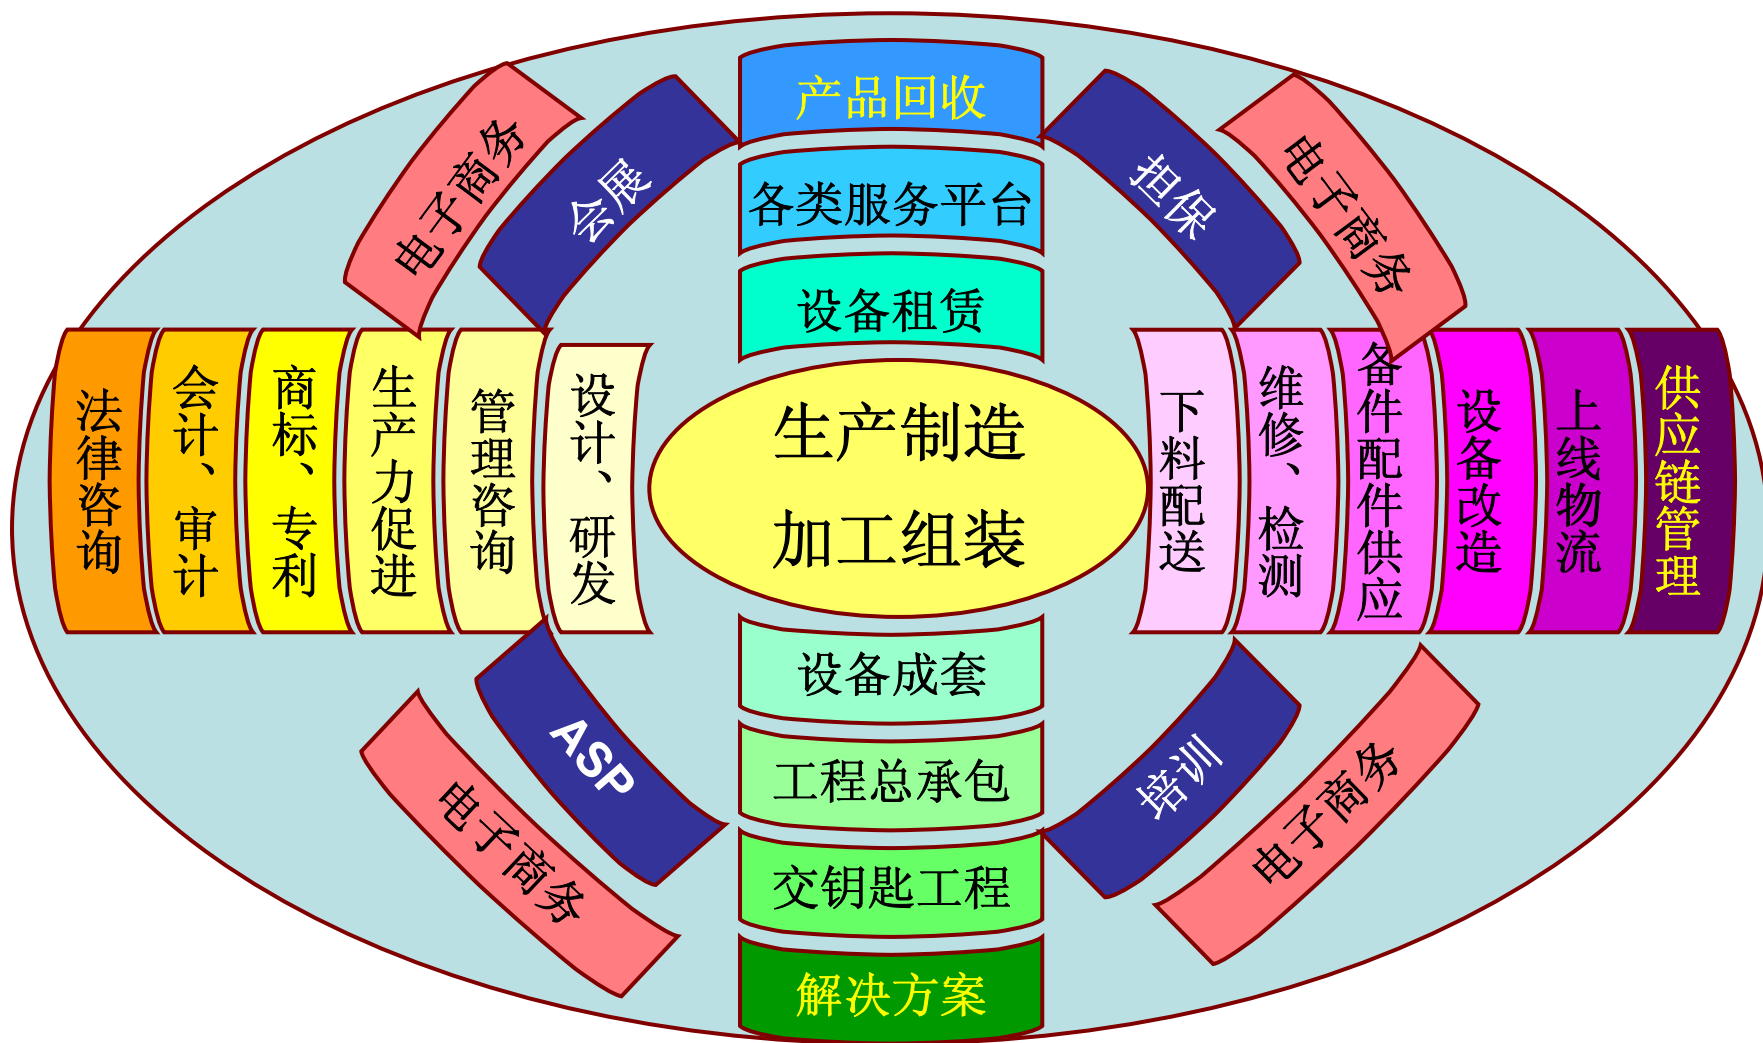 产品回收
各类服务平台
设备租赁
电子商务
会展
担保
电子商务
法律咨询
会计、审计
商标、专利
生产力促进
管理咨询
设计、研发
生产制造
加工组装
下料配送
维修、检测
备件配件供应
设备改造
上线物流
供应链管理
ASP
电子商务
培训
电子商务
设备成套
工程总承包
交钥匙工程
解决方案